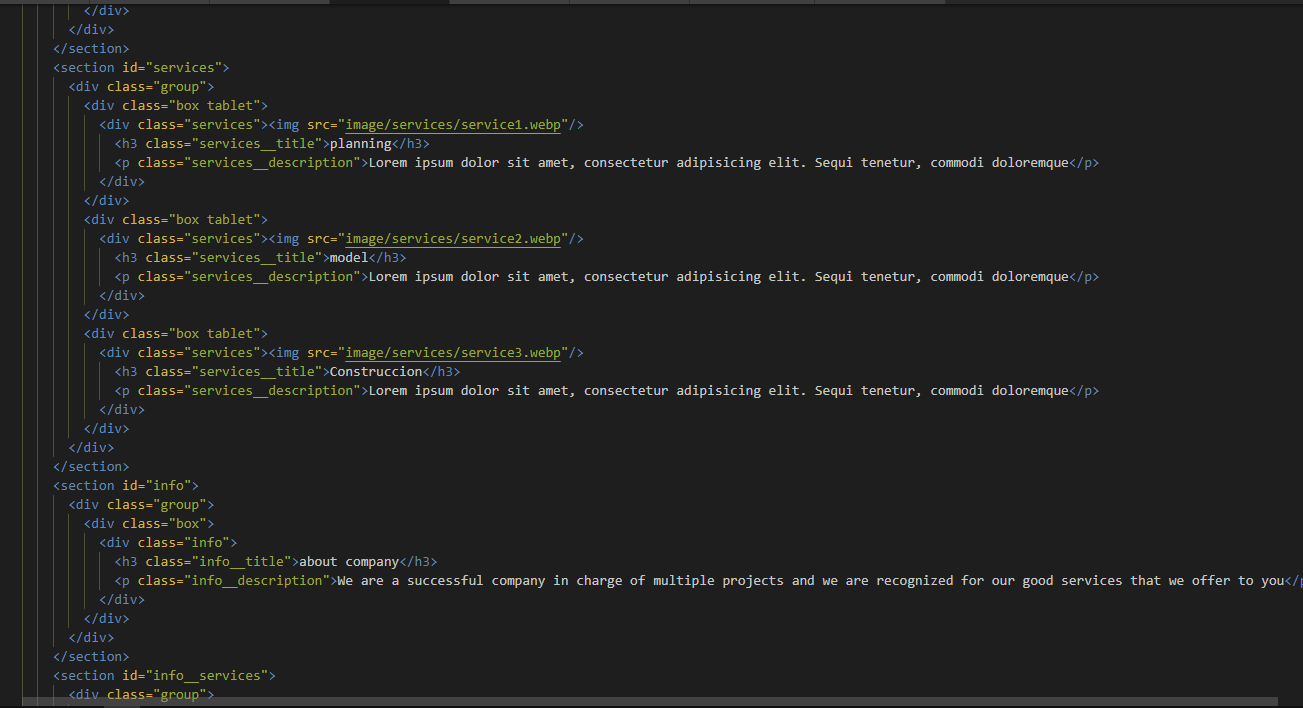 </div>
</div>
</section>
<section id="services">
<div class="group">
<div class="box tablet">
<div class="services"><img src="image/services/service1.webp"/>
<h3 class="services__title">planning</h3>
<p class="services__description">Lorem ipsum dolor sit amet, consectetur adipisicing elit. Sequi tenetur, commodi doloremque</p>
</div>
</div>
<div class="box tablet">
<div class="services"><img src="image/services/service2.webp"/>
<h3 class="services__title">model</h3>
<p class="services__description">Lorem ipsum dolor sit amet, consectetur adipisicing elit. Sequi tenetur, commodi doloremque</p>
</div>
</div>
<div class="box tablet">
<div class="services"><img src="image/services/service3.webp"/>
<h3 class="services__title">Construccion</h3>
<p class="services__description">Lorem ipsum dolor sit amet, consectetur adipisicing elit. Sequi tenetur, commodi doloremque</p>
</div>
</div>
</div>
</section>
<section id="info">
<div class="group">
<div class="box">
<div class="info">
<h3 class="info__title">about company</h3>
<p class="info__description">We are a successful company in charge of multiple projects and we are recognized for our good services that we offer to you</p
</div>
</div>
</div>
</section>
<section id="info__services">
<div class="group">